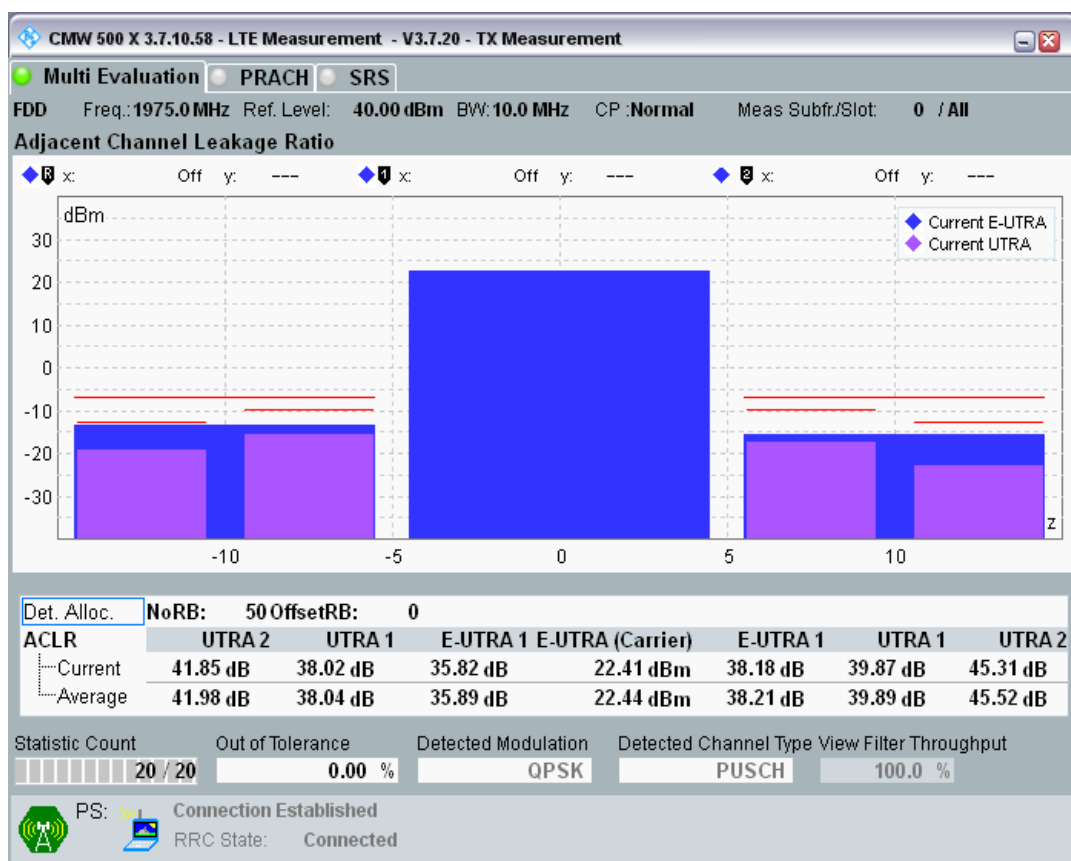 CMW 500 X 3.7.10.58 - LTE Measurement - V3.7.20 - TX Measurement
Multi Evaluation PRACH SRS
FDD Freq.: 1975.0 MHz Ref. Level: 40.00 dBm BW: 10.0 MHz CP :Normal Meas Subfr./Slot: 0 / All
Adjacent Channel Leakage Ratio
R x: Off y: --- 1 x: Off y: --- 2 x: Off y: ---
dBm
Current E-UTRA
Current UTRA
30
20
10
0
-10
-20
-30
z
-10 -5 0 5 10
Det. Alloc. NoRB: 50 OffsetRB: 0
ACLR UTRA 2 UTRA 1 E-UTRA 1 E-UTRA (Carrier) E-UTRA 1 UTRA 1 UTRA 2
Current 41.85 dB 38.02 dB 35.82 dB 22.41 dBm 38.18 dB 39.87 dB 45.31 dB
Average 41.98 dB 38.04 dB 35.89 dB 22.44 dBm 38.21 dB 39.89 dB 45.52 dB
Statistic Count Out of Tolerance Detected Modulation Detected Channel Type View Filter Throughput
20 / 20 0.00 % QPSK PUSCH 100.0 %
PS: Connection Established
RRC State: Connected